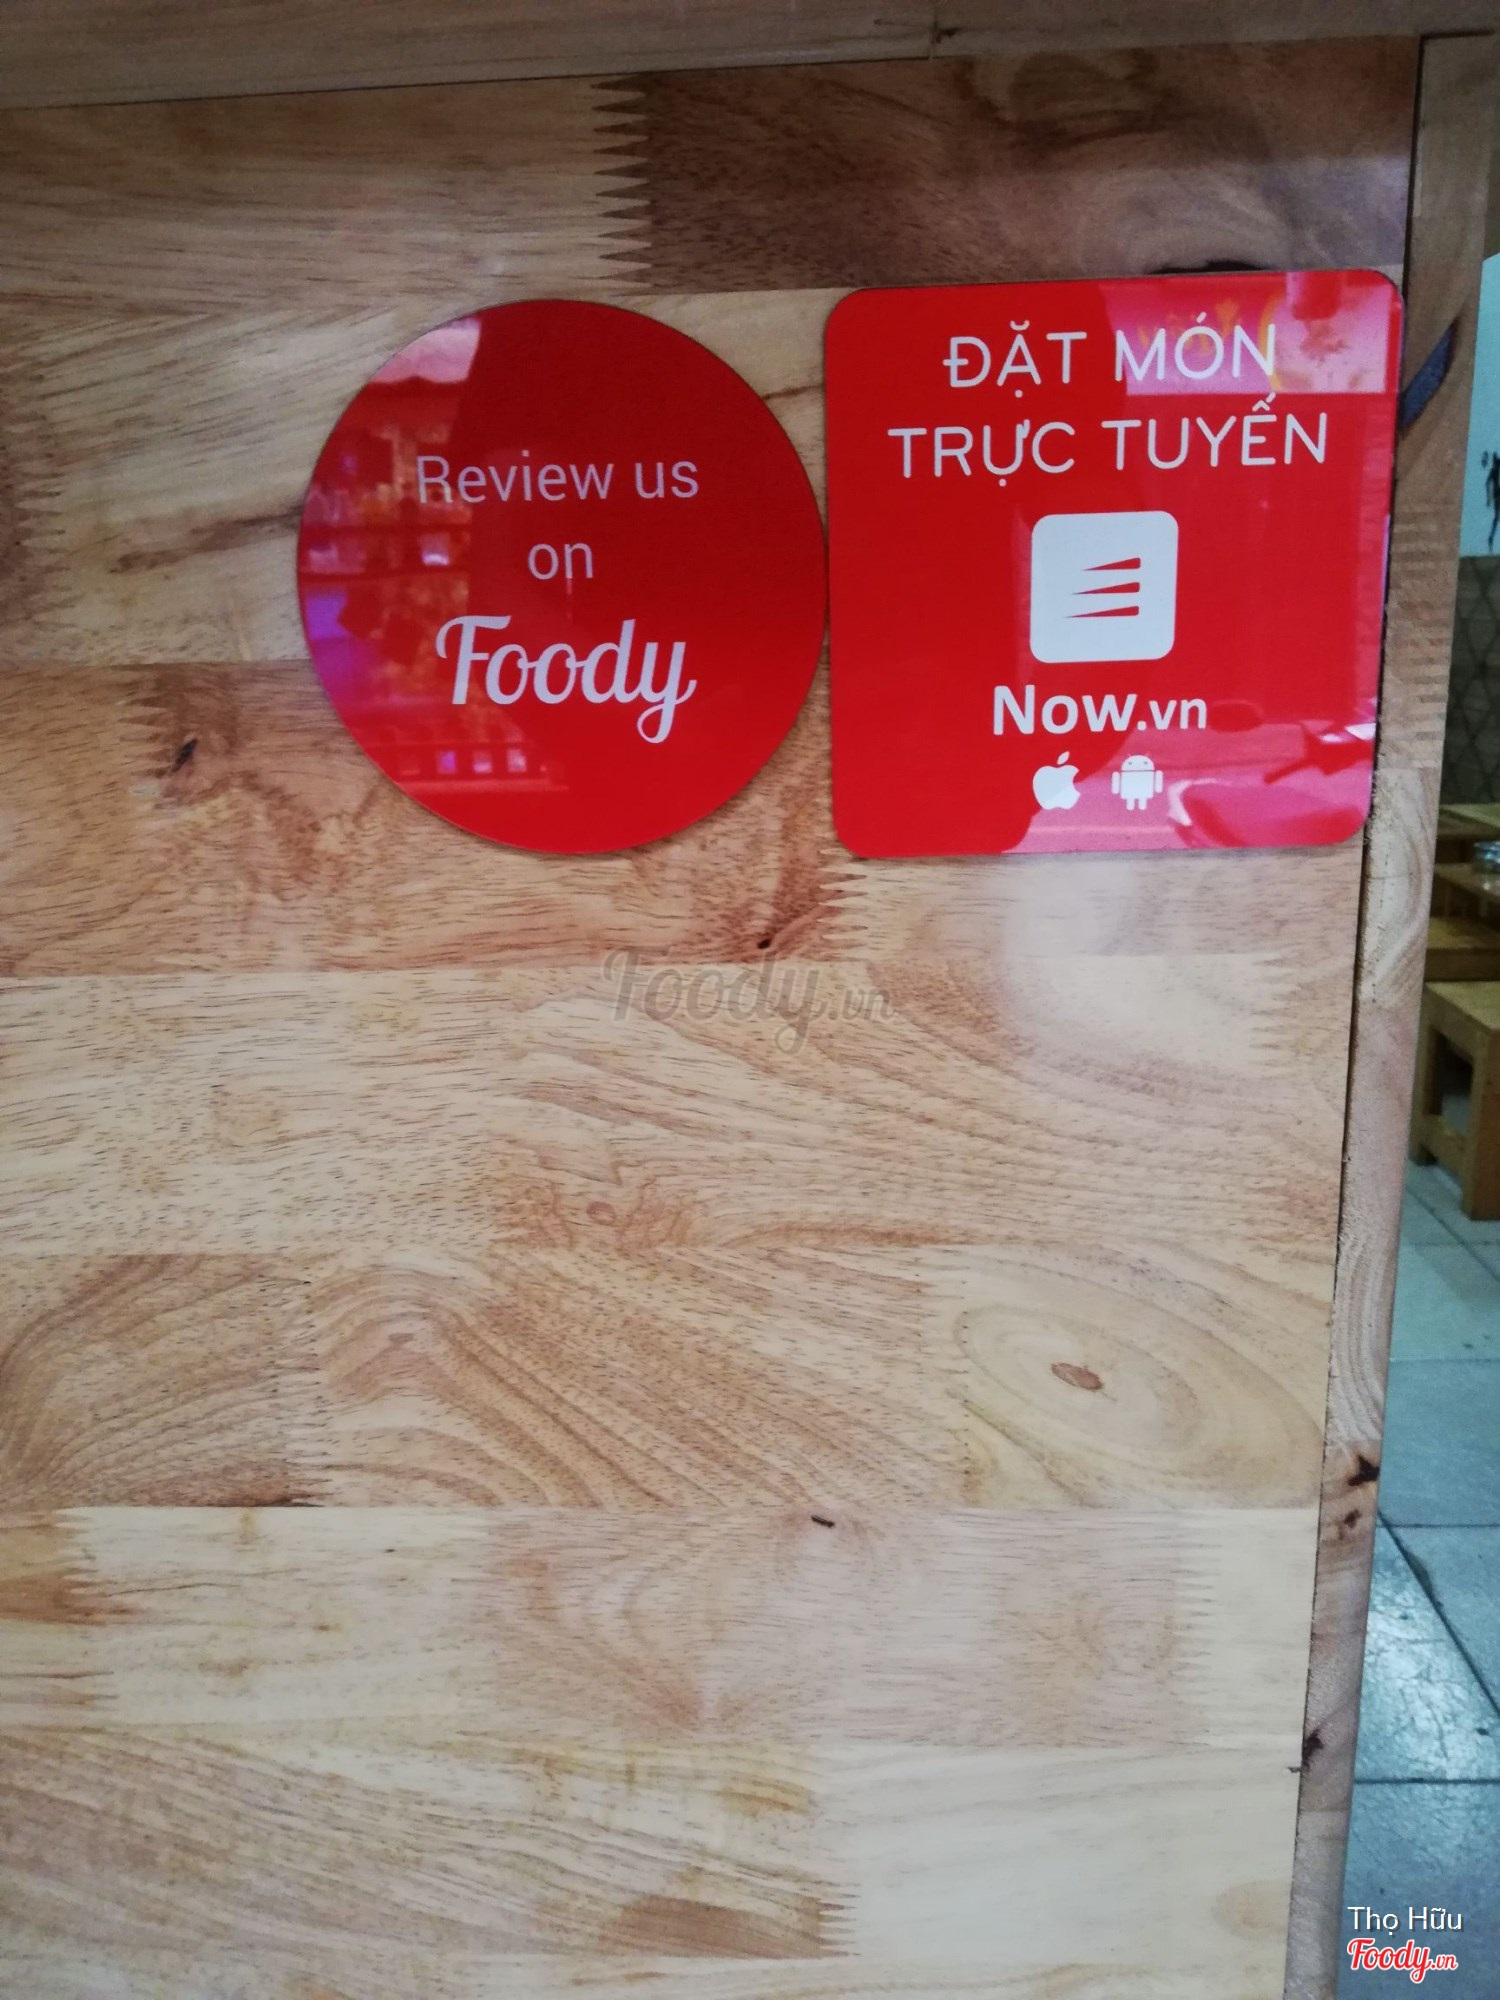 Review us
on
Foody
ĐẶT MÓN
TRỰC TUYẾN
Now.vn
Foody.vn
Thọ Hữu
Foody.vn